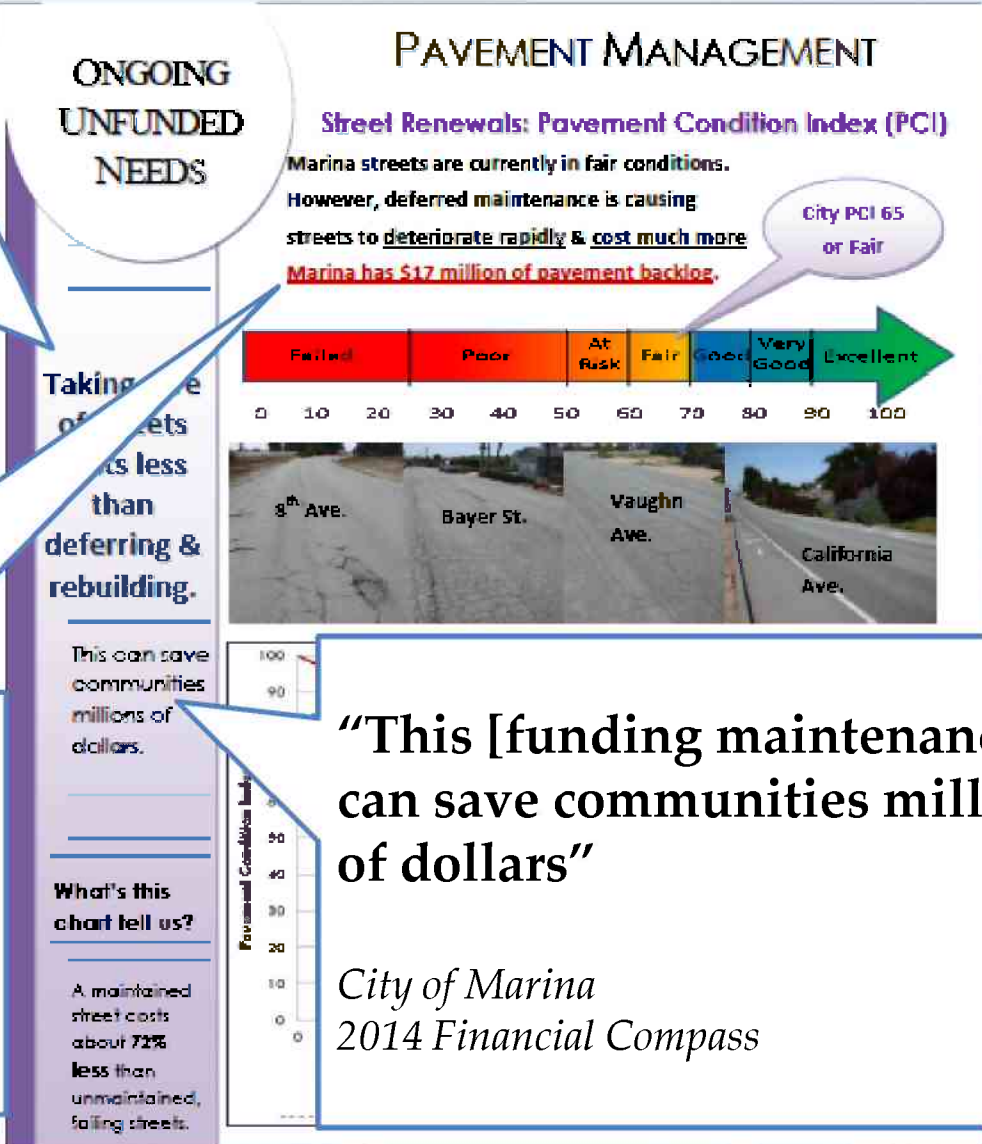 ONGOING
UNFUNDED
NEEDS
PAVEMENT MANAGEMENT
Street Renewals: Pavement Condition Index (PCI)
Marina streets are currently in fair conditions.
However, deferred maintenance is causing
streets to deteriorate rapidly & cost much more
Marina has $17 million of pavement backlog.
City PCI 65
or Fair
Failed
Poor
At
Risk
Fair
Good
Very
Good
Excellent
0 10 20 30 40 50 60 70 80 90 100
8th Ave.
Bayer St.
Vaughn
Ave.
California
Ave.
Taking
of
less
than
deferring &
rebuilding.
This can save
communities
millions of
dollars.
What's this
chart tell us?
A maintained
street costs
about 72%
less than
unmaintained,
failing streets.
Pavement Condition
100
90
50
40
30
20
10
0
0
"This [funding
can save communities
of dollars"
City of Marina
2014 Financial Compass